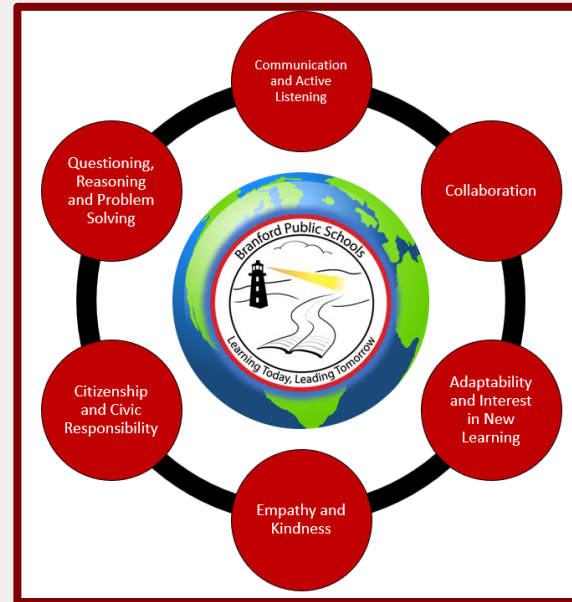 Communication
and Active
Listening
Collaboration
Adaptability
and Interest
in New
Learning
Empathy and
Kindness
Citizenship
and Civic
Responsibility
Questioning,
Reasoning
and Problem
Solving
Branford Public Schools
Learning Today, Leading Tomorrow